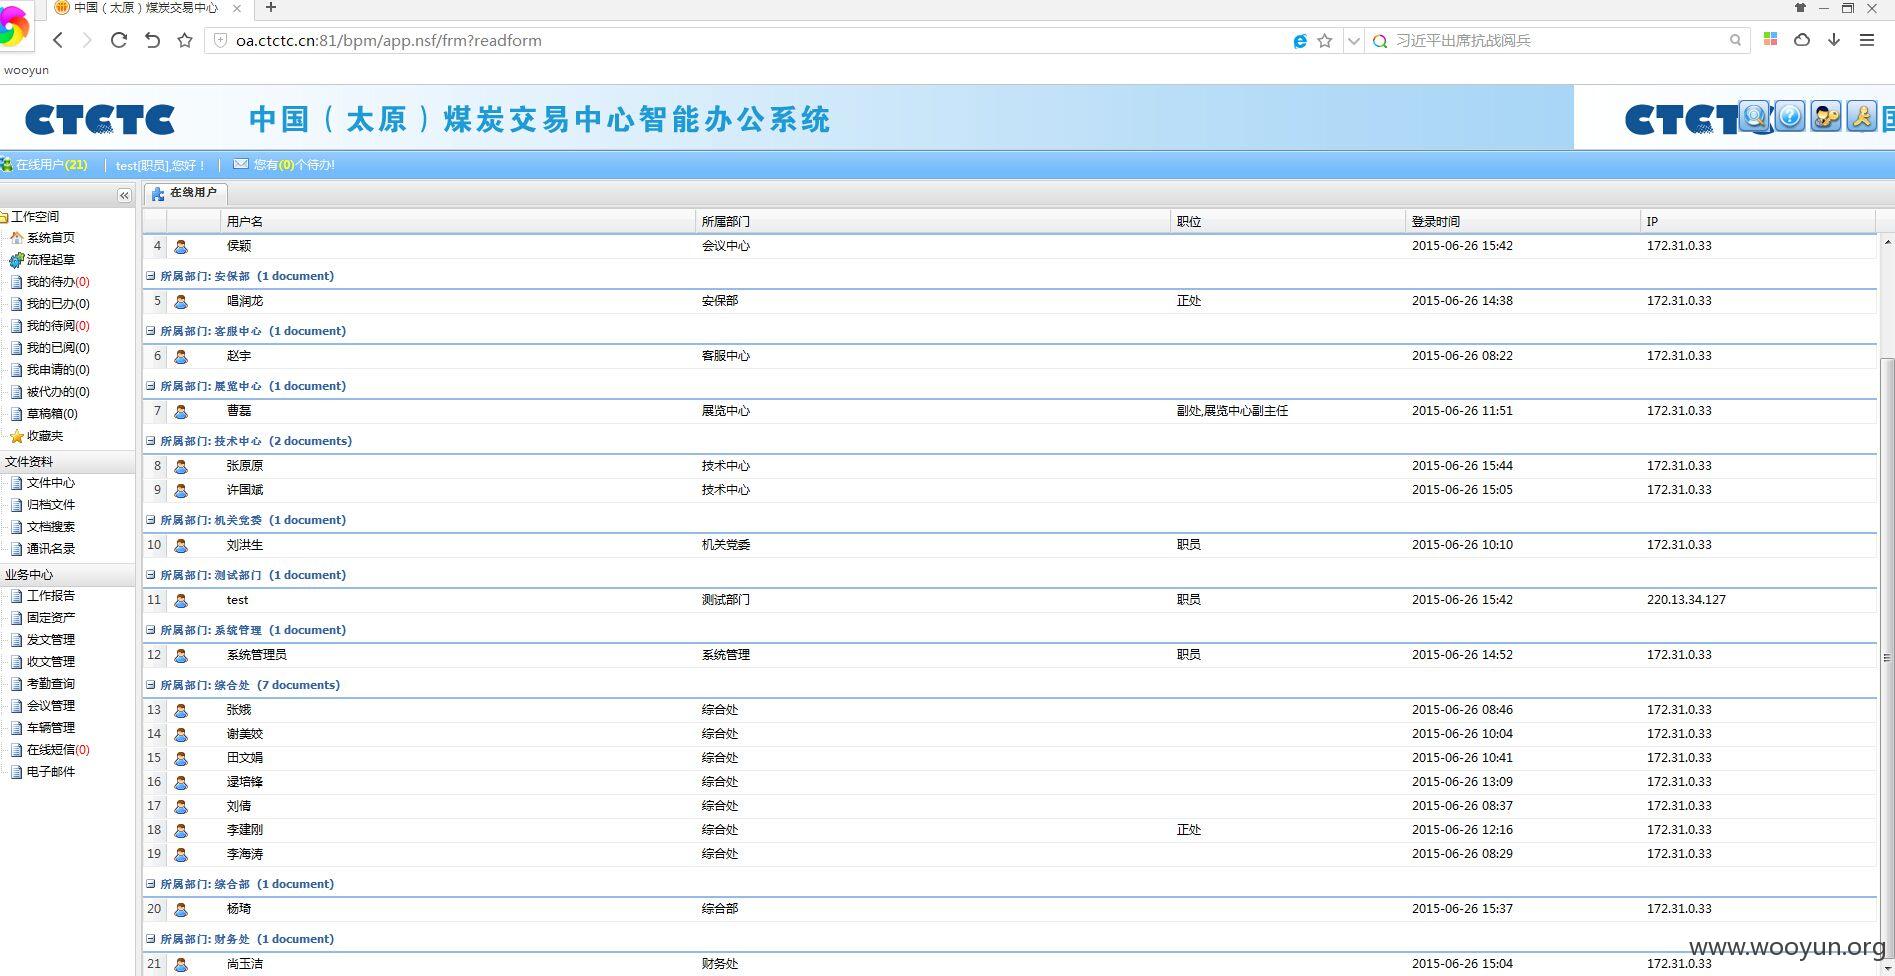 中国（太原）煤炭交易中心
oa.ctctc.cn:81/bpm/app.nsf/frm?readform
习近平出席抗战阅兵
wooyun
CTCTC 中国（太原）煤炭交易中心智能办公系统
在线用户(21) | test[职员],您好！ | 您有(0)个待办!
工作空间
系统首页
流程起草
我的待办(0)
我的已办(0)
我的待阅(0)
我的已阅(0)
我申请的(0)
被代办的(0)
草稿箱(0)
收藏夹
文件资料
文件中心
归档文件
文档搜索
通讯名录
业务中心
工作报告
固定资产
发文管理
收文管理
考勤查询
会议管理
车辆管理
在线短信(0)
电子邮件
在线用户
用户名 所属部门 职位 登录时间 IP
4 侯颖 会议中心 2015-06-26 15:42 172.31.0.33
所属部门: 安保部 (1 document)
5 唱润龙 安保部 正处 2015-06-26 14:38 172.31.0.33
所属部门: 客服中心 (1 document)
6 赵宇 客服中心 2015-06-26 08:22 172.31.0.33
所属部门: 展览中心 (1 document)
7 曹磊 展览中心 副处,展览中心副主任 2015-06-26 11:51 172.31.0.33
所属部门: 技术中心 (2 documents)
8 张原原 技术中心 2015-06-26 15:44 172.31.0.33
9 许国斌 技术中心 2015-06-26 15:05 172.31.0.33
所属部门: 机关党委 (1 document)
10 刘洪生 机关党委 职员 2015-06-26 10:10 172.31.0.33
所属部门: 测试部门 (1 document)
11 test 测试部门 职员 2015-06-26 15:42 220.13.34.127
所属部门: 系统管理 (1 document)
12 系统管理员 系统管理 职员 2015-06-26 14:52 172.31.0.33
所属部门: 综合处 (7 documents)
13 张娥 综合处 2015-06-26 08:46 172.31.0.33
14 谢美姣 综合处 2015-06-26 10:04 172.31.0.33
15 田文娟 综合处 2015-06-26 10:41 172.31.0.33
16 逯培锋 综合处 2015-06-26 13:09 172.31.0.33
17 刘倩 综合处 2015-06-26 08:37 172.31.0.33
18 李建刚 综合处 正处 2015-06-26 12:16 172.31.0.33
19 李海涛 综合处 2015-06-26 08:29 172.31.0.33
所属部门: 综合部 (1 document)
20 杨琦 综合部 2015-06-26 15:37 172.31.0.33
所属部门: 财务处 (1 document)
21 尚玉洁 财务处 2015-06-26 15:04 172.31.0.33
www.wooyun.org